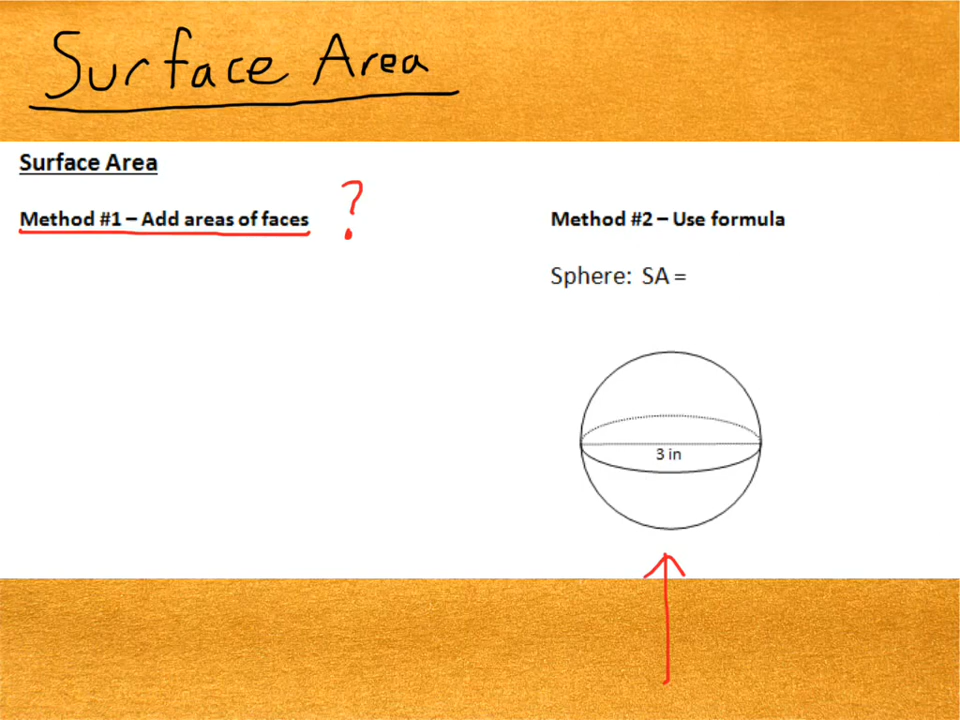 Surface Area
Surface Area
Method #1 – Add areas of faces ?
Method #2 – Use formula
Sphere: SA =
3 in